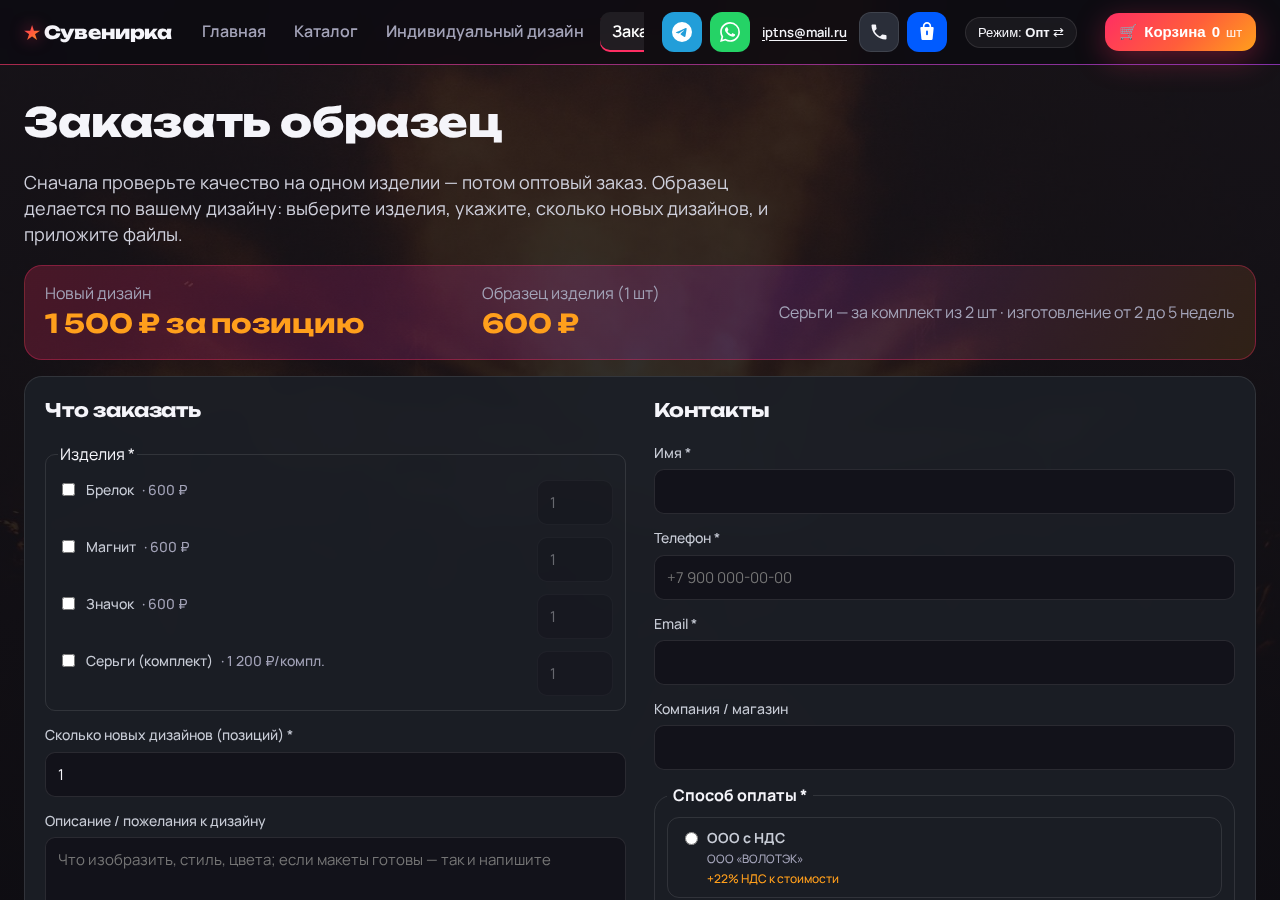 ★ Сувенирка
Главная
Каталог
Индивидуальный дизайн
Зака
iptns@mail.ru
Режим: Опт ⇄
🛒 Корзина 0 шт
Заказать образец
Сначала проверьте качество на одном изделии — потом оптовый заказ. Образец
делается по вашему дизайну: выберите изделия, укажите, сколько новых дизайнов, и
приложите файлы.
Новый дизайн
1 500 ₽ за позицию
Образец изделия (1 шт)
600 ₽
Серьги — за комплект из 2 шт · изготовление от 2 до 5 недель
Что заказать
Изделия *
Брелок · 600 ₽
1
Магнит · 600 ₽
1
Значок · 600 ₽
1
Серьги (комплект) · 1 200 ₽/компл.
1
Сколько новых дизайнов (позиций) *
1
Описание / пожелания к дизайну
Что изобразить, стиль, цвета; если макеты готовы — так и напишите
Контакты
Имя *
Телефон *
+7 900 000-00-00
Email *
Компания / магазин
Способ оплаты *
ООО с НДС
ООО «ВОЛОТЭК»
+22% НДС к стоимости